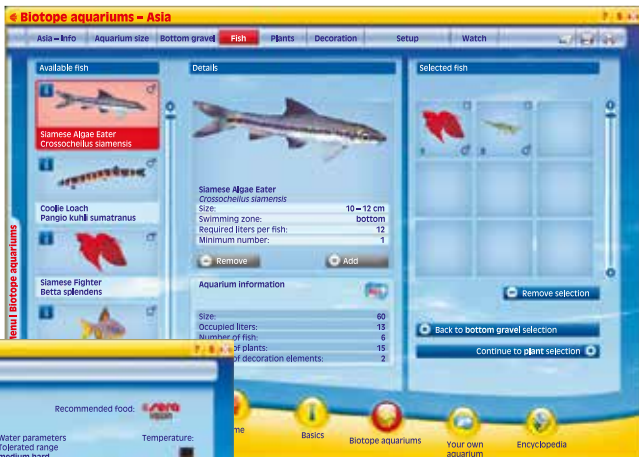 Biotope aquariums – Asia
? / S
Asia – Info Aquarium size Bottom gravel Fish Plants Decoration Setup Watch
Available fish
Siamese Algae Eater
Crossocheilus siamensis
Coolie Loach
Pangio kuhli sumatranus
Siamese Fighter
Betta splendens
Menu I Biotope aquariums
Details
Siamese Algae Eater
Crossocheilus siamensis
Size: 10 – 12 cm
Swimming zone: bottom
Required liters per fish: 12
Minimum number: 1
Remove Add
Aquarium information
Size: 60
Occupied liters: 13
Number of fish: 6
of plants: 15
of decoration elements: 2
Selected fish
Remove selection
Back to bottom gravel selection
Continue to plant selection
Recommended food: sera
Water parameters
Tolerated range
medium hard
Temperature:
me
Basics
Biotope aquariums
Your own
aquarium
Encyclopedia